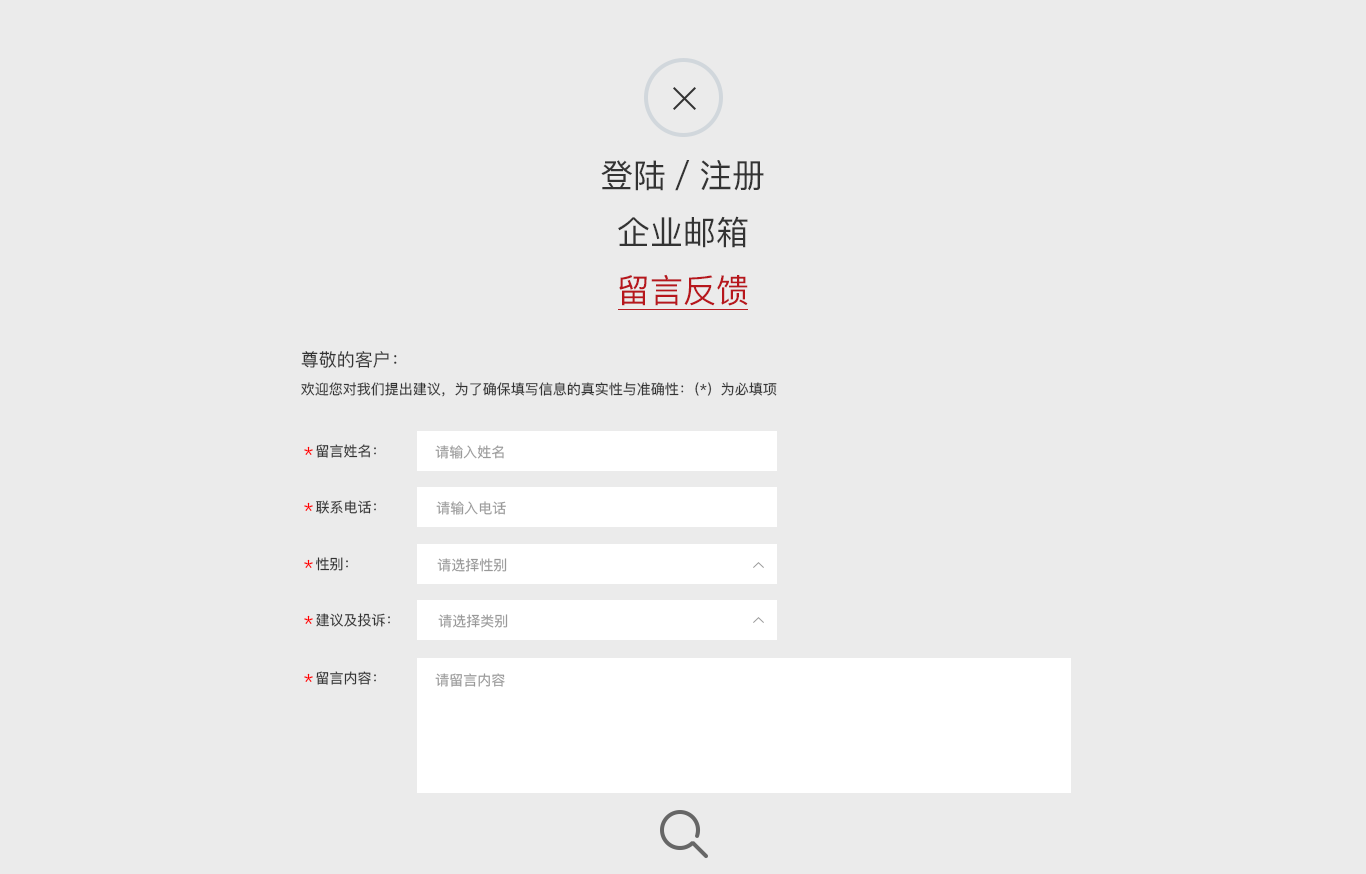 登陆 / 注册
企业邮箱
留言反馈
尊敬的客户：
欢迎您对我们提出建议，为了确保填写信息的真实性与准确性：(*）为必填项
*留言姓名：
请输入姓名
*联系电话：
请输入电话
*性别：
请选择性别
*建议及投诉：
请选择类别
*留言内容：
请留言内容